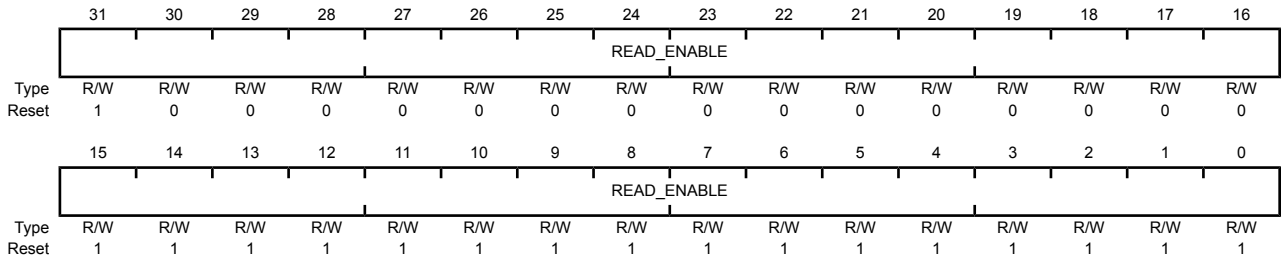 31 30 29 28 27 26 25 24 23 22 21 20 19 18 17 16
READ_ENABLE
Type R/W R/W R/W R/W R/W R/W R/W R/W R/W R/W R/W R/W R/W R/W R/W R/W
Reset 1 0 0 0 0 0 0 0 0 0 0 0 0 0 0 0
15 14 13 12 11 10 9 8 7 6 5 4 3 2 1 0
READ_ENABLE
Type R/W R/W R/W R/W R/W R/W R/W R/W R/W R/W R/W R/W R/W R/W R/W R/W
Reset 1 1 1 1 1 1 1 1 1 1 1 1 1 1 1 1